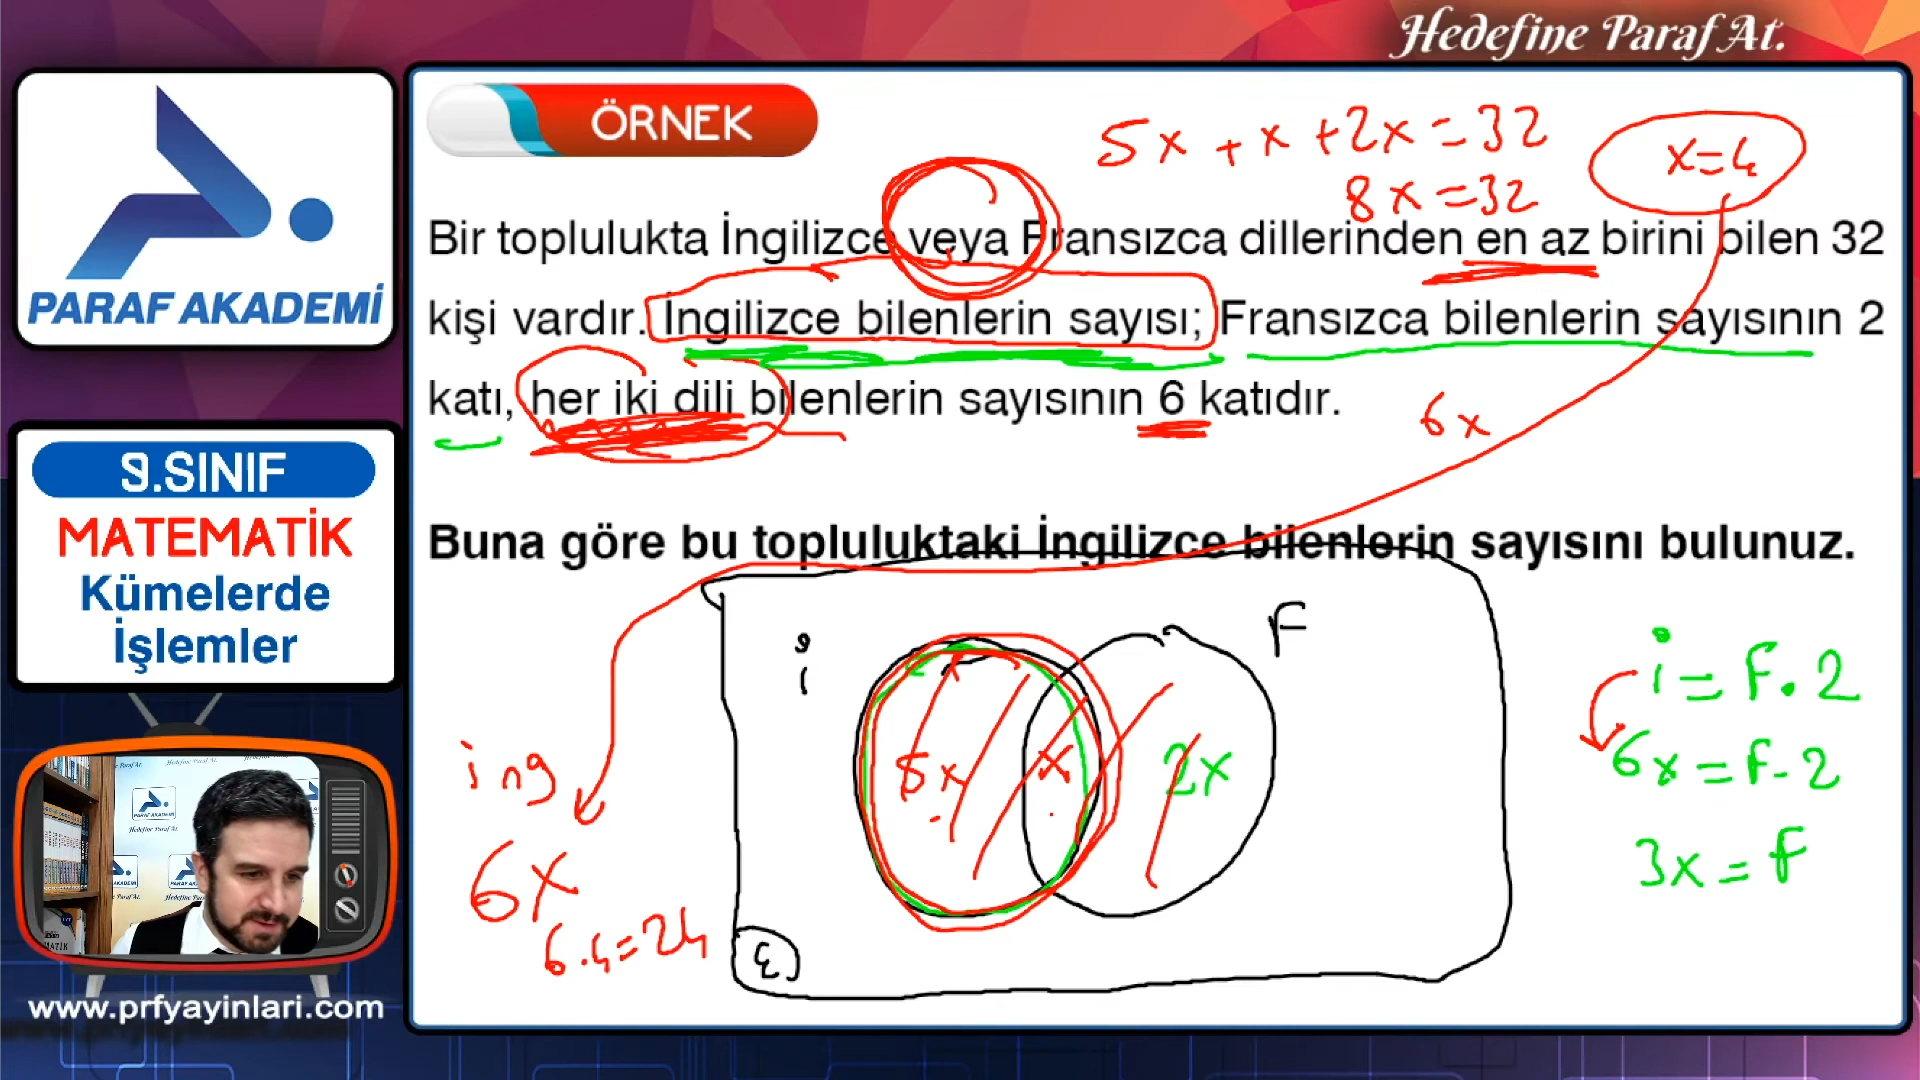 Hedefine Paraf At.
PARAF AKADEMİ
9.SINIF
MATEMATİK
Kümelerde
İşlemler
www.prfyayinlari.com
ÖRNEK
5x + x + 2x = 32
8x = 32
x = 4
Bir toplulukta İngilizce veya Fransızca dillerinden en az birini bilen 32
kişi vardır. İngilizce bilenlerin sayısı; Fransızca bilenlerin sayısının 2
katı, her iki dili bilenlerin sayısının 6 katıdır.
6x
Buna göre bu topluluktaki İngilizce bilenlerin sayısını bulunuz.
i
F
5x
x
2x
ing
6x
6.4=24
i = F.2
6x = F.2
3x = F